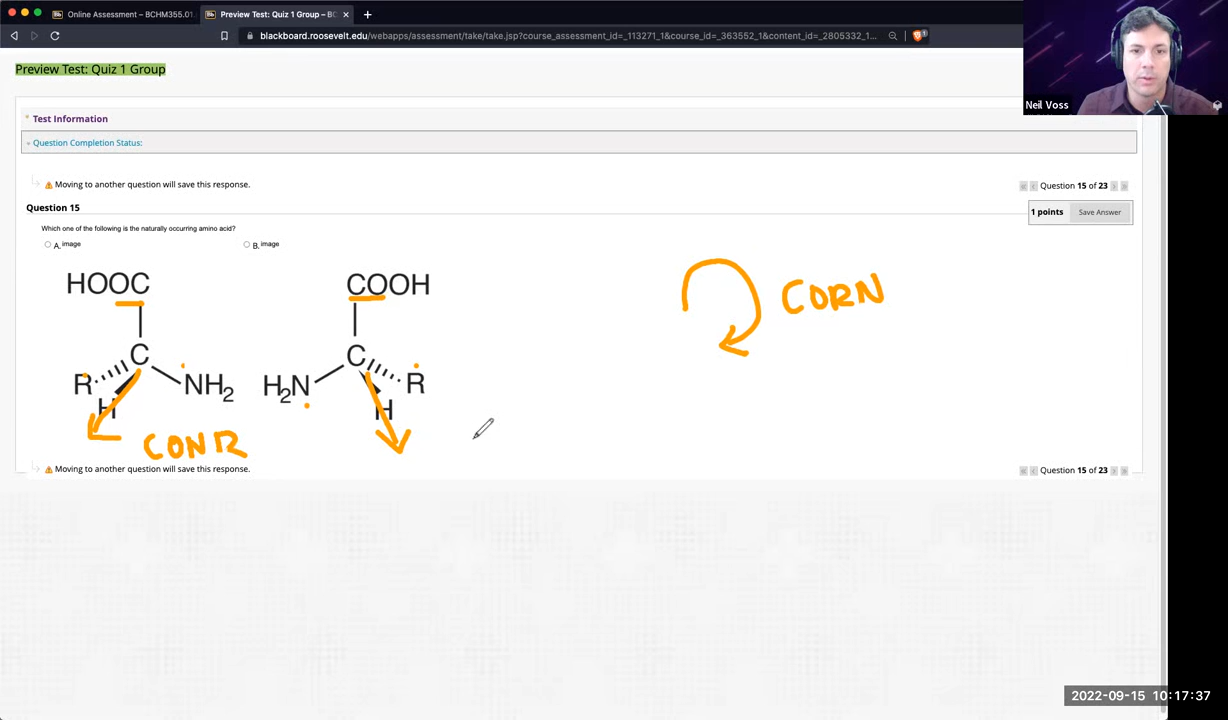 Online Assessment – BCHM355.01.
Preview Test: Quiz 1 Group – BC
blackboard.roosevelt.edu/webapps/assessment/take/take.jsp?course_assessment_id=_113271_1&course_id=_363552_1&content_id=_2805332_1...
Preview Test: Quiz 1 Group
Neil Voss
* Test Information
Question Completion Status:
Moving to another question will save this response.
Question 15 of 23
Question 15
1 points
Save Answer
Which one of the following is the naturally occurring amino acid?
A. image
B. image
HOOC
COOH
CORN
C
C
R
NH2
H2N
R
H
H
CONR
Moving to another question will save this response.
Question 15 of 23
2022-09-15 10:17:37